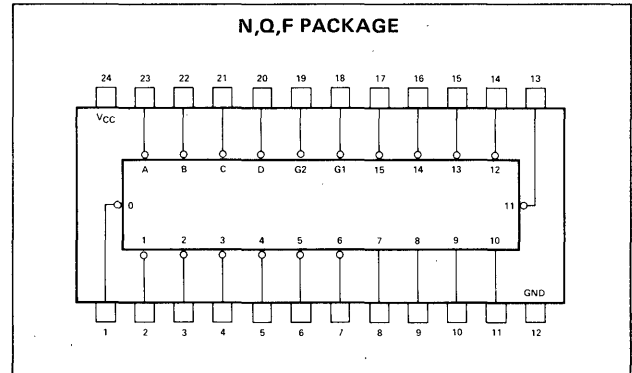 N,Q,F PACKAGE
24 23 22 21 20 19 18 17 16 15 14 13
VCC
A B C D G2 G1 15 14 13 12
0 11
1 2 3 4 5 6 7 8 9 10
GND
1 2 3 4 5 6 7 8 9 10 11 12